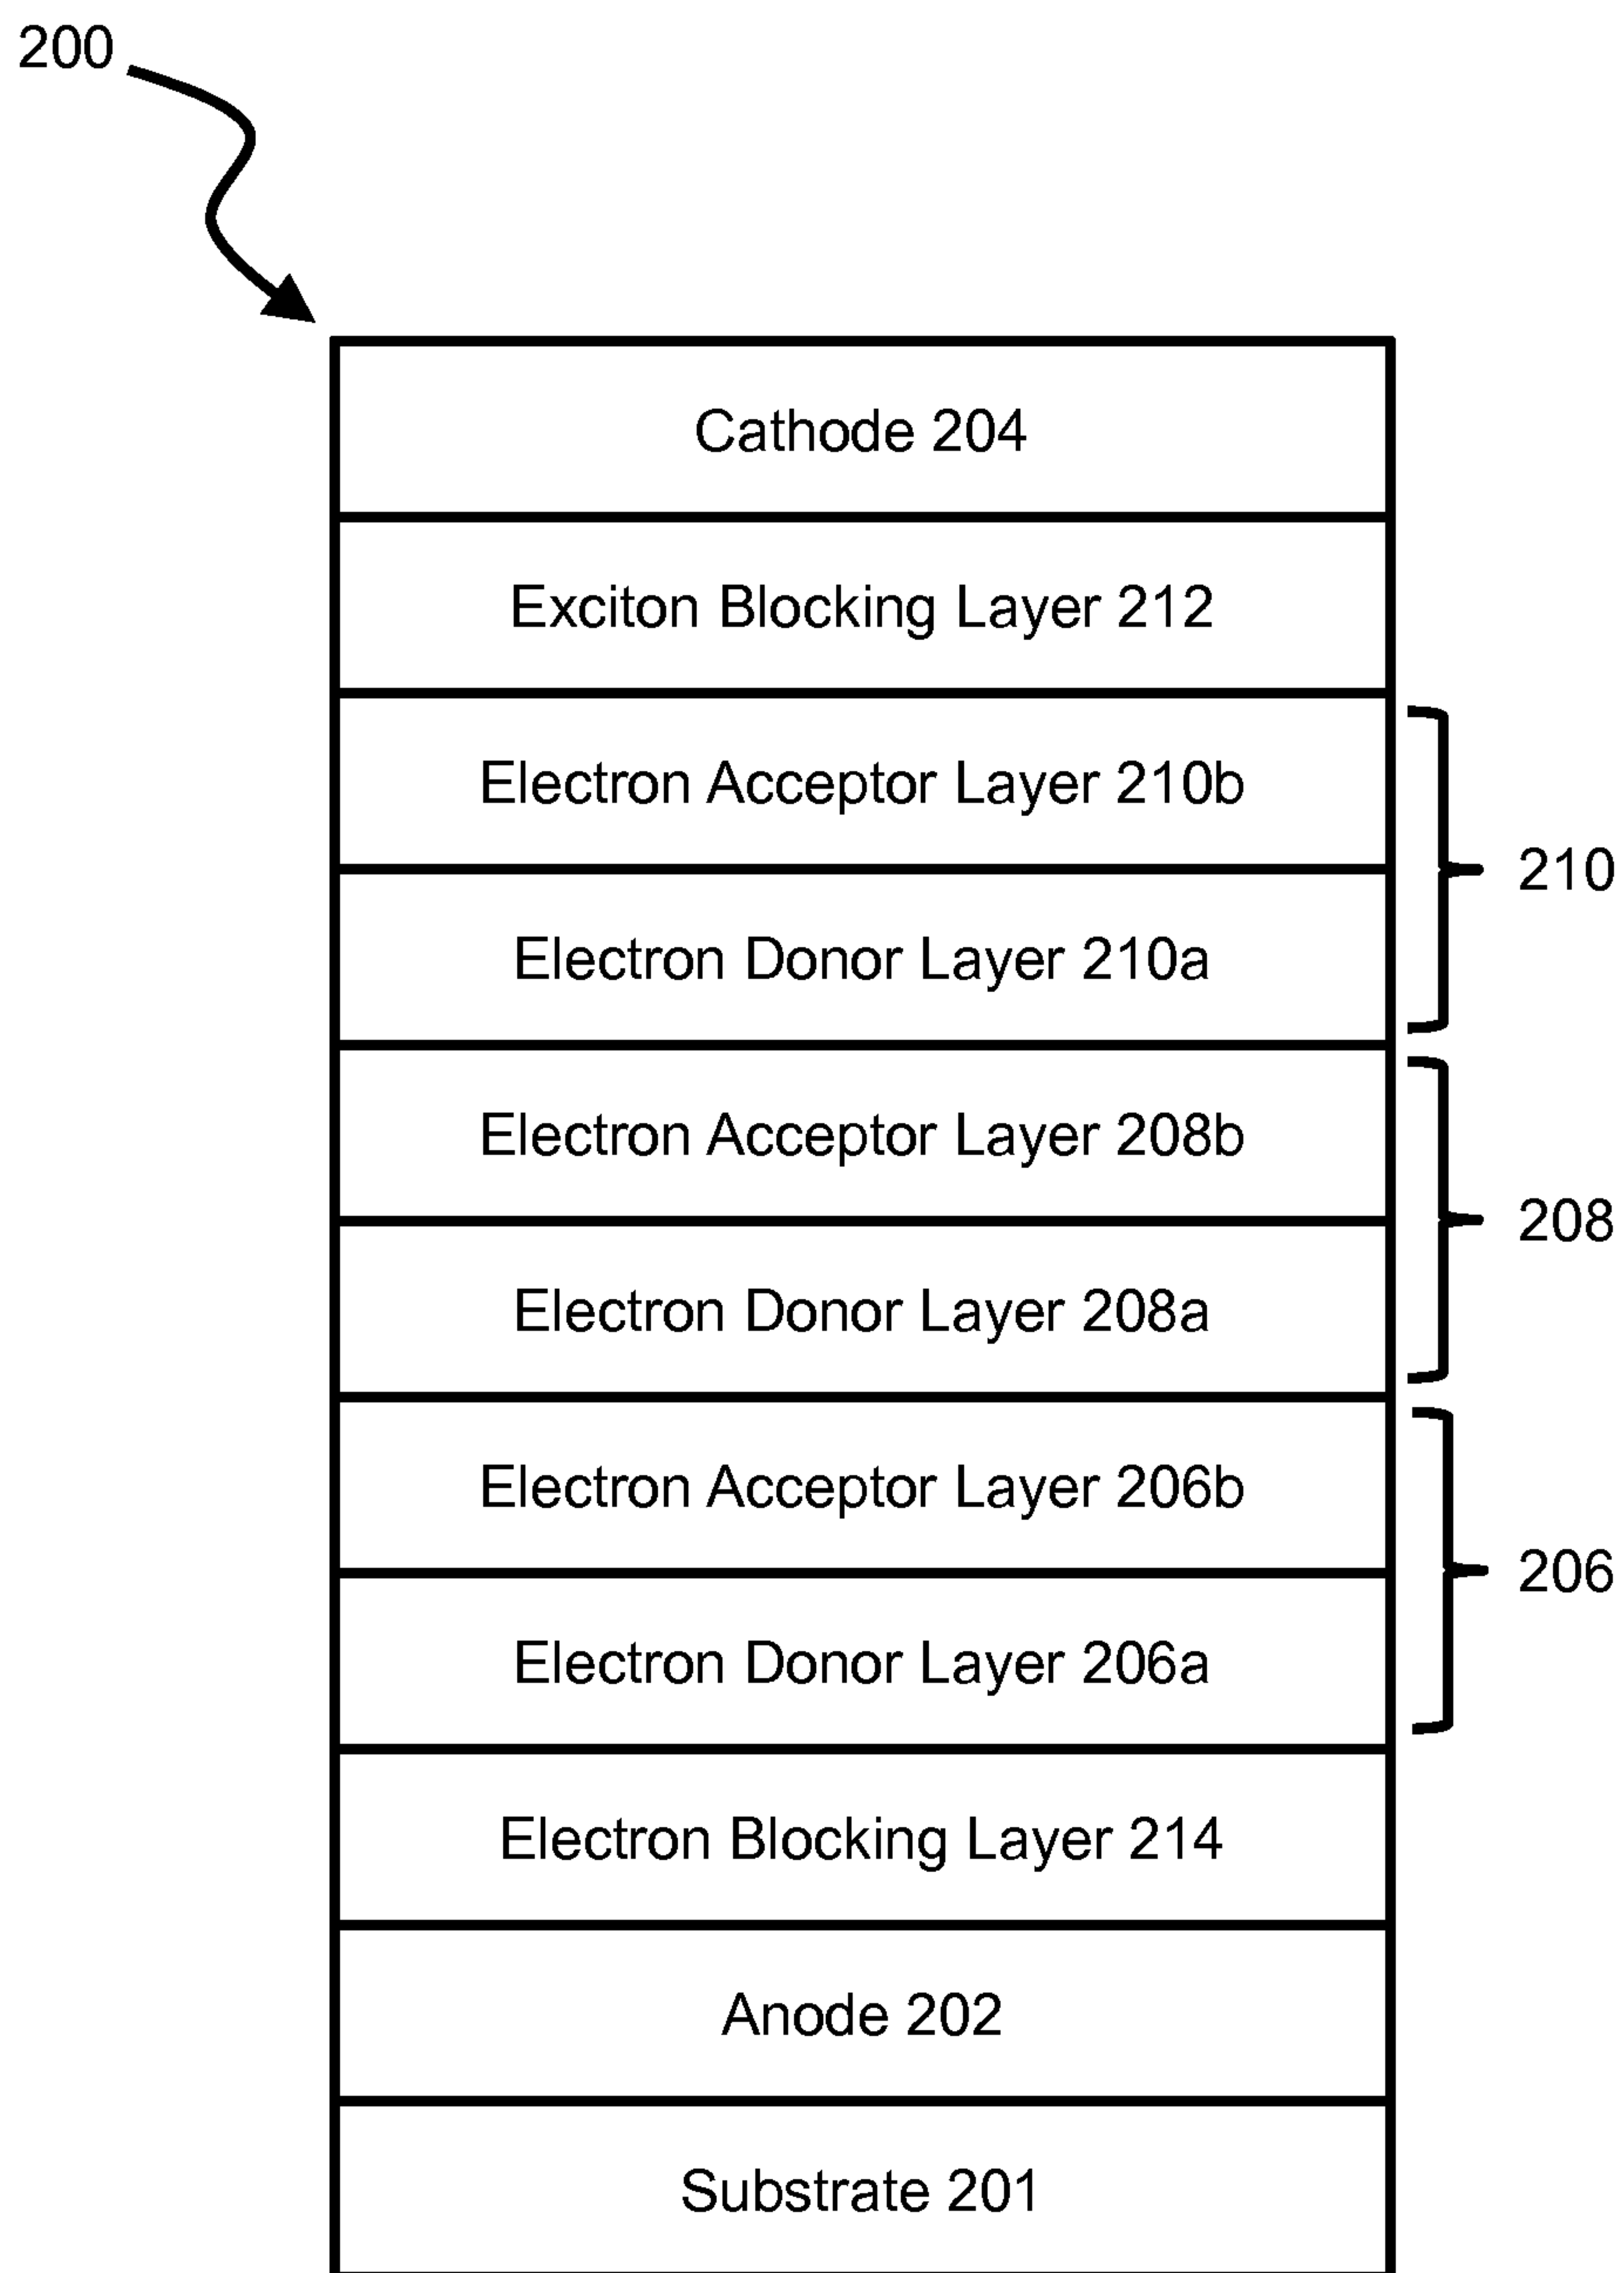 200
Cathode 204
Exciton Blocking Layer 212
Electron Acceptor Layer 210b
210
Electron Donor Layer 210a
Electron Acceptor Layer 208b
208
Electron Donor Layer 208a
Electron Acceptor Layer 206b
206
Electron Donor Layer 206a
Electron Blocking Layer 214
Anode 202
Substrate 201